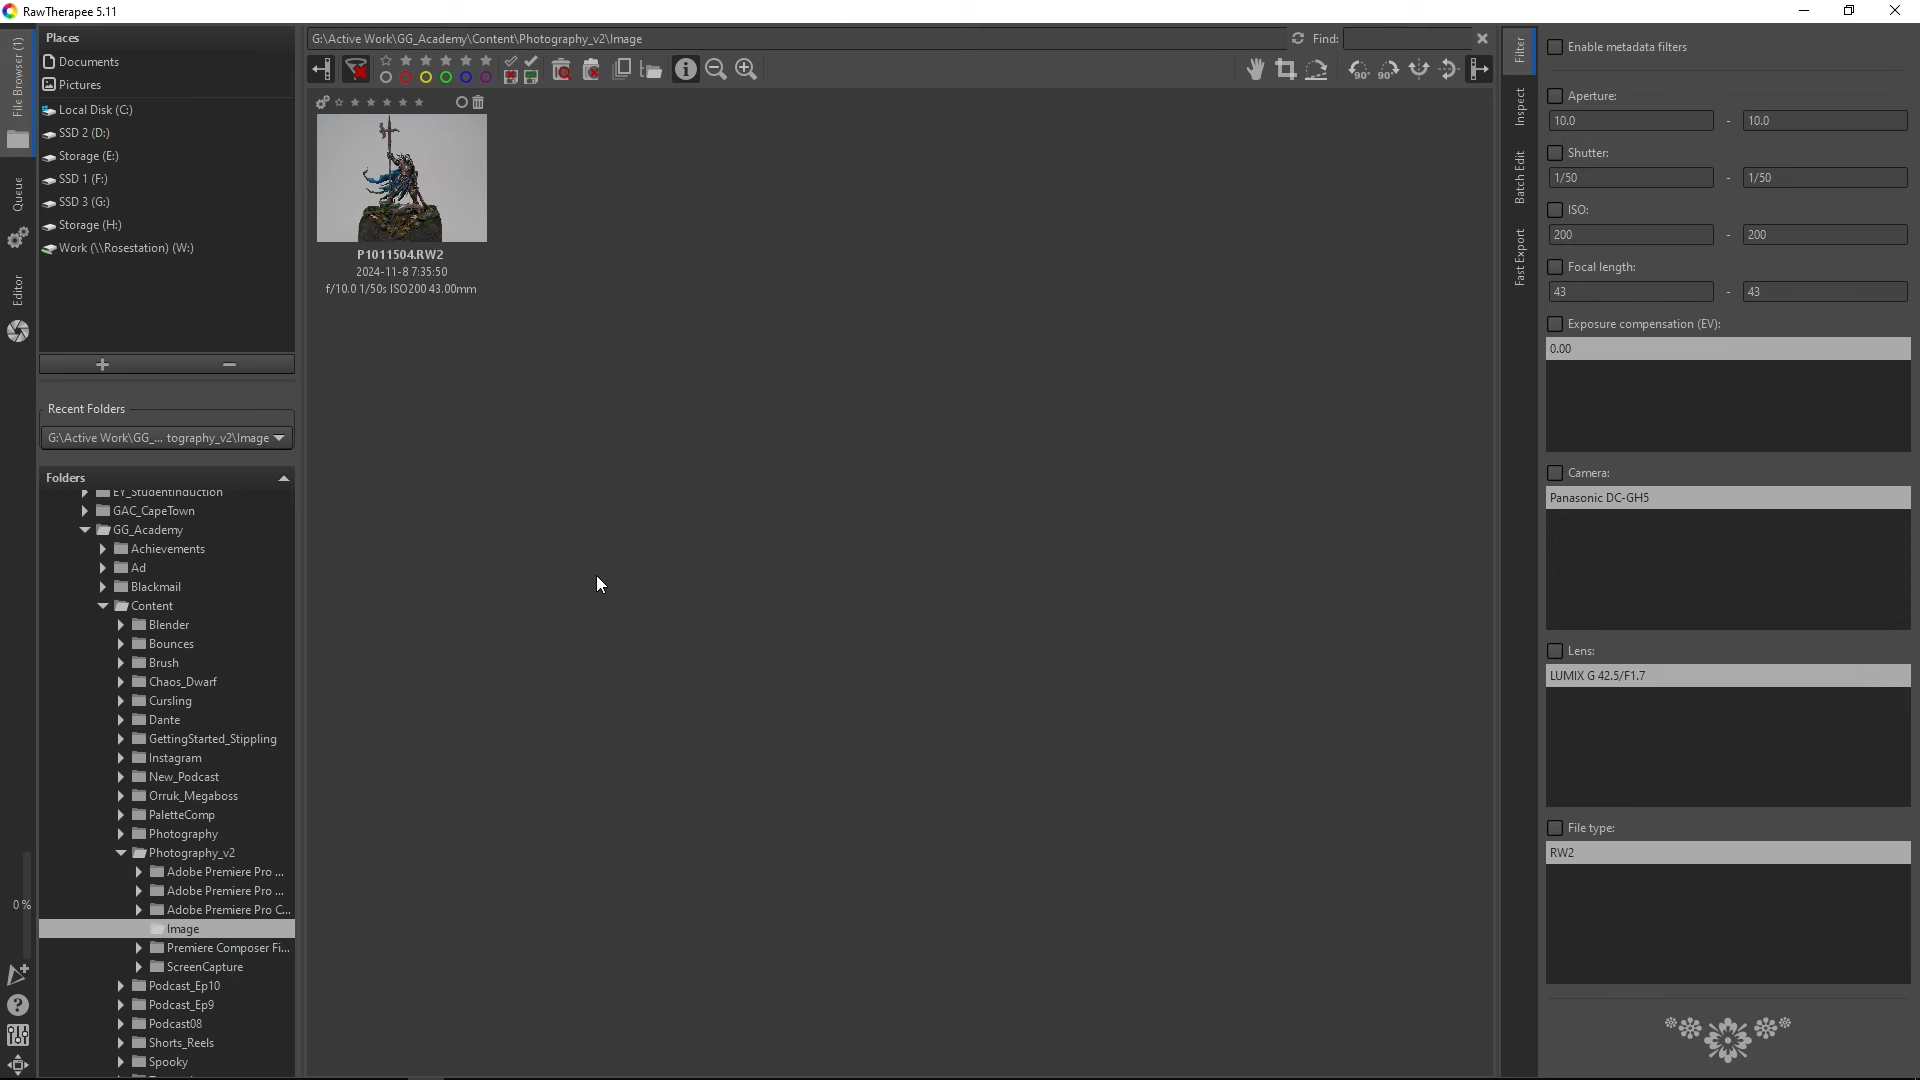 RawTherapee 5.11
File Browser (1)
Queue
Editor
0 %
Places
Documents
Pictures
Local Disk (C:)
SSD 2 (D:)
Storage (E:)
SSD 1 (F:)
SSD 3 (G:)
Storage (H:)
Work (\\Rosestation) (W:)
Recent Folders
G:\Active Work\GG_... tography_v2\Image
Folders
EY_StudentInduction
GAC_CapeTown
GG_Academy
Achievements
Ad
Blackmail
Content
Blender
Bounces
Brush
Chaos_Dwarf
Cursling
Dante
GettingStarted_Stippling
Instagram
New_Podcast
Orruk_Megaboss
PaletteComp
Photography
Photography_v2
Adobe Premiere Pro ...
Adobe Premiere Pro ...
Adobe Premiere Pro C...
Image
Premiere Composer Fi...
ScreenCapture
Podcast_Ep10
Podcast_Ep9
Podcast08
Shorts_Reels
Spooky
G:\Active Work\GG_Academy\Content\Photography_v2\Image
Find:
P1011504.RW2
2024-11-8 7:35:50
f/10.0 1/50s ISO200 43.00mm
Filter
Inspect
Batch Edit
Fast Export
Enable metadata filters
Aperture:
10.0 - 10.0
Shutter:
1/50 - 1/50
ISO:
200 - 200
Focal length:
43 - 43
Exposure compensation (EV):
0.00
Camera:
Panasonic DC-GH5
Lens:
LUMIX G 42.5/F1.7
File type:
RW2